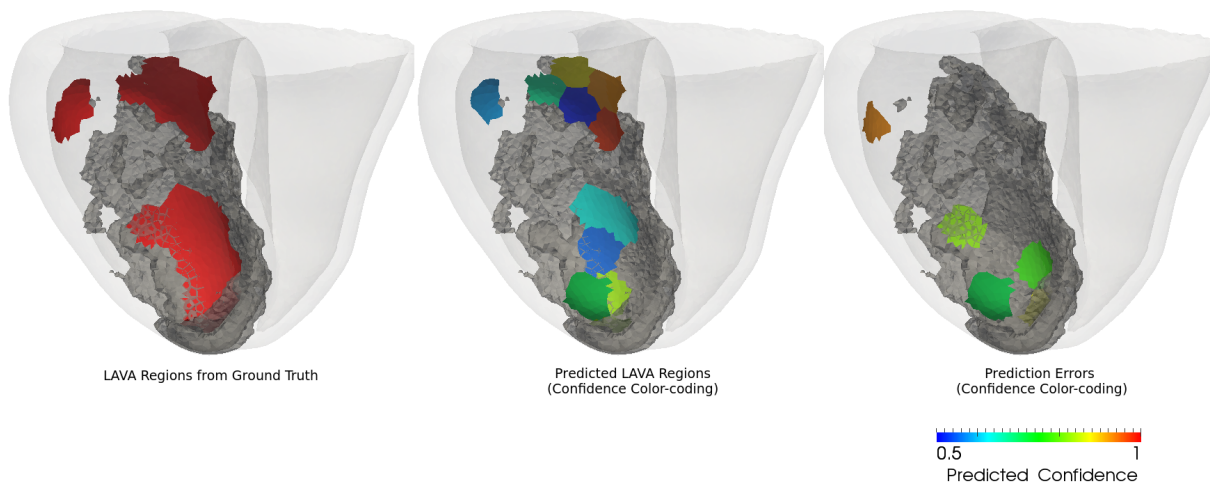 LAVA Regions from Ground Truth
Predicted LAVA Regions
(Confidence Color-coding)
Prediction Errors
(Confidence Color-coding)
0.5 1
Predicted Confidence